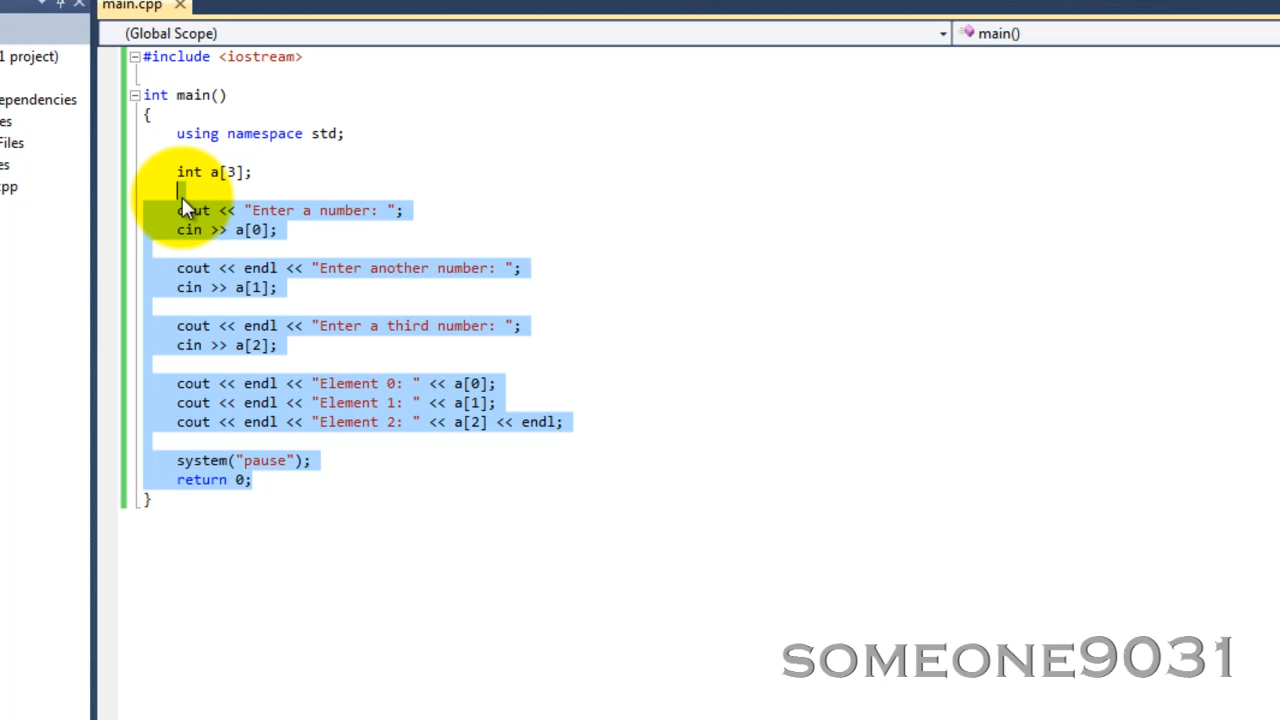 main.cpp
(Global Scope)
main()
1 project)
ependencies
es
Files
es
pp
#include <iostream>
int main()
{
using namespace std;
int a[3];
cout << "Enter a number: ";
cin >> a[0];
cout << endl << "Enter another number: ";
cin >> a[1];
cout << endl << "Enter a third number: ";
cin >> a[2];
cout << endl << "Element 0: " << a[0];
cout << endl << "Element 1: " << a[1];
cout << endl << "Element 2: " << a[2] << endl;
system("pause");
return 0;
}
SOMEONE9031